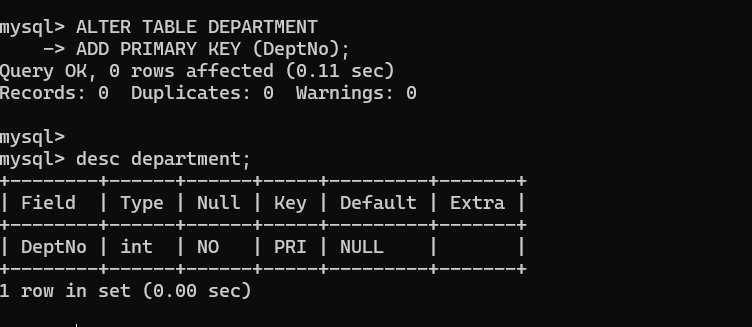 mysql> ALTER TABLE DEPARTMENT
    -> ADD PRIMARY KEY (DeptNo);
Query OK, 0 rows affected (0.11 sec)
Records: 0  Duplicates: 0  Warnings: 0

mysql>
mysql> desc department;
+--------+------+------+-----+---------+-------+
| Field  | Type | Null | Key | Default | Extra |
+--------+------+------+-----+---------+-------+
| DeptNo | int  | NO   | PRI | NULL    |       |
+--------+------+------+-----+---------+-------+
1 row in set (0.00 sec)